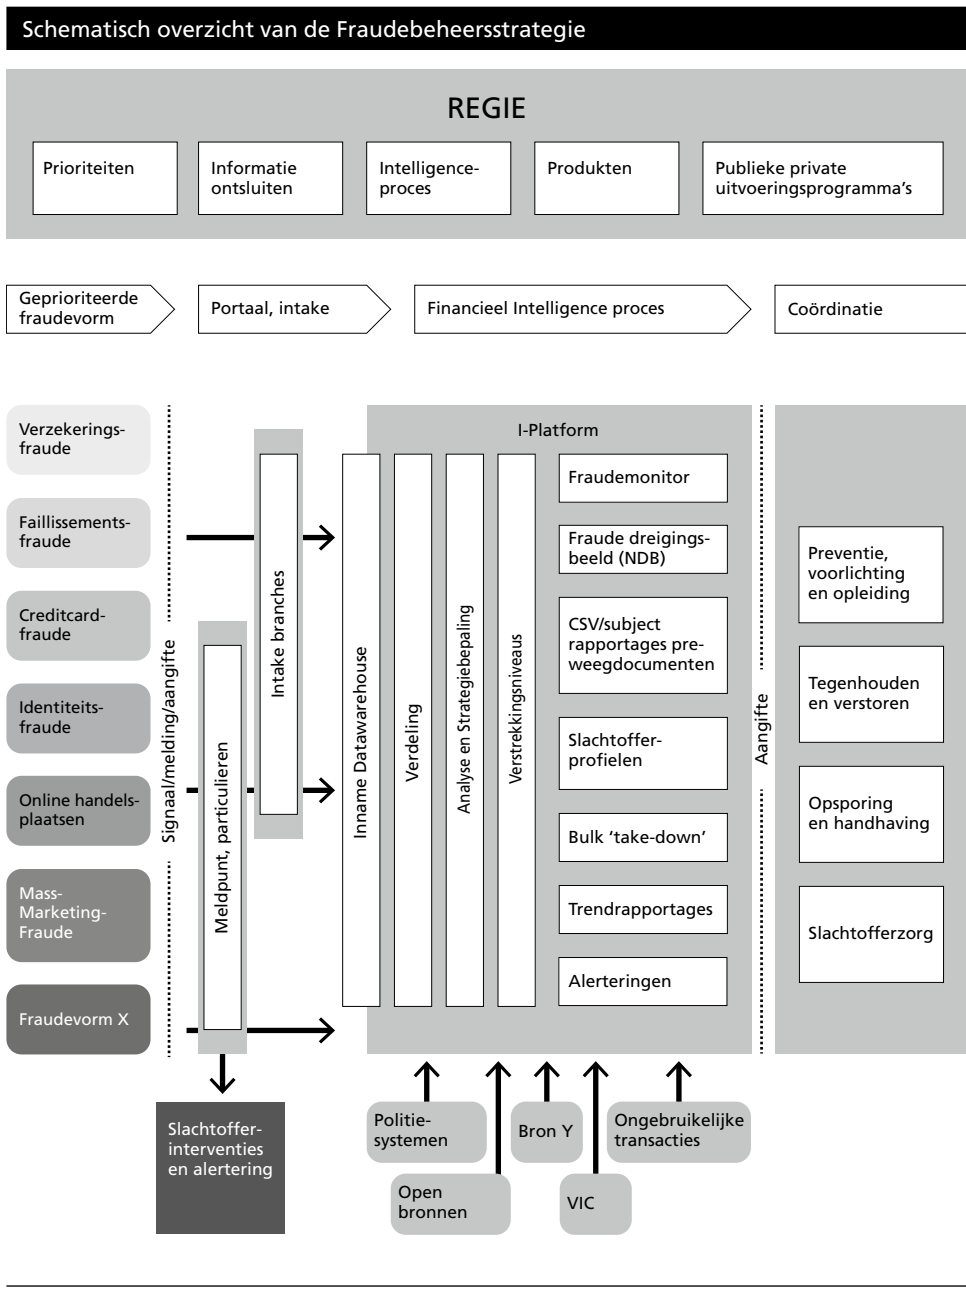 Schematisch overzicht van de Fraudebeheersstrategie
REGIE
Prioriteiten
Informatie
ontsluiten
Intelligence-
proces
Produkten
Publieke private
uitvoeringsprogramma's
Geprioriteerde
fraudevorm
Portaal, intake
Financieel Intelligence proces
Coördinatie
Verzekerings-
fraude
Faillissements-
fraude
Creditcard-
fraude
Identiteits-
fraude
Online handels-
plaatsen
Mass-
Marketing-
Fraude
Fraudevorm X
Signaal/melding/aangifte
Meldpunt, particulieren
Intake branches
I-Platform
Inname Datawarehouse
Verdeling
Analyse en Strategiebepaling
Verstrekkingsniveaus
Fraudemonitor
Fraude dreigings-
beeld (NDB)
CSV/subject
rapportages pre-
weegdocumenten
Slachtoffer-
profielen
Bulk ‘take-down’
Trendrapportages
Alerteringen
Aangifte
Preventie,
voorlichting
en opleiding
Tegenhouden
en verstoren
Opsporing
en handhaving
Slachtofferzorg
Slachtoffer-
interventies
en alertering
Politie-
systemen
Open
bronnen
Bron Y
VIC
Ongebruikelijke
transacties